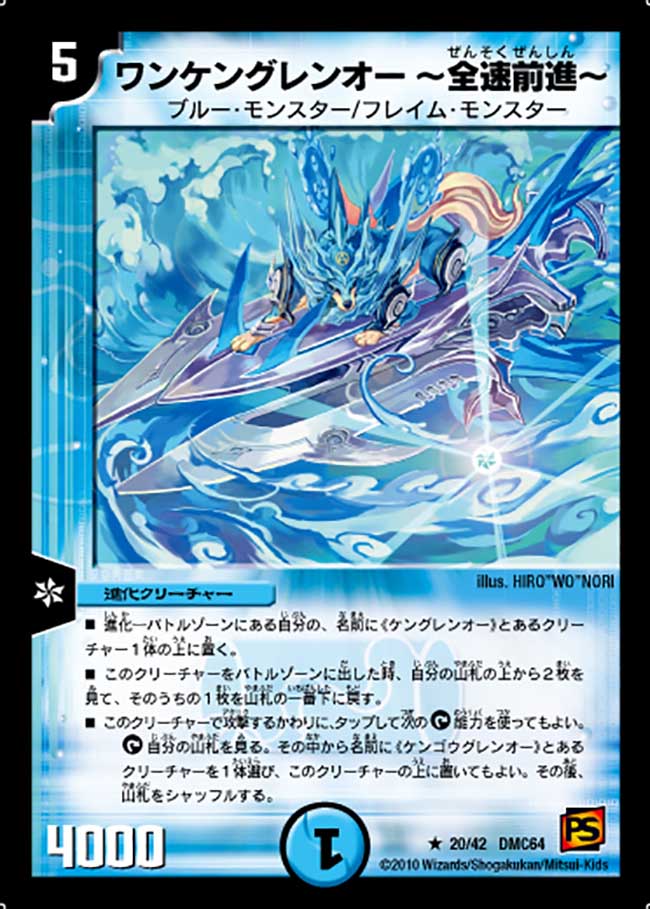 5
ぜんそくぜんしん
ワンケングレンオー ～全速前進～
ブルー・モンスター/フレイム・モンスター
illus. HIRO"WO"NORI
進化クリーチャー
■ 進化—バトルゾーンにある自分の、名前に《ケングレンオー》とあるクリー
チャー1体の上に置く。
■ このクリーチャーをバトルゾーンに出した時、自分の山札の上から2枚を
見て、そのうちの1枚を山札の一番下に戻す。
■ このクリーチャーで攻撃するかわりに、タップして次の能力を使ってもよい。
自分の山札を見る。その中から名前に《ケンゴウグレンオー》とある
クリーチャーを1体選び、このクリーチャーの上に置いてもよい。その後、
山札をシャッフルする。
4000
1
★ 20/42 DMC64
PS
©2010 Wizards/Shogakukan/Mitsui-Kids